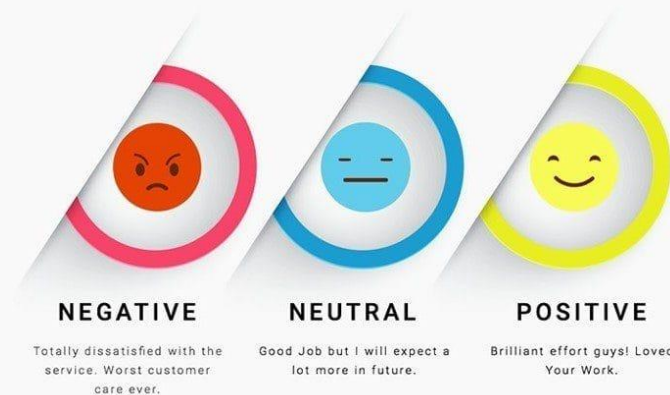 NEGATIVE
Totally dissatisfied with the
service. Worst customer
care ever.
NEUTRAL
Good Job but I will expect a
lot more in future.
POSITIVE
Brilliant effort guys! Loved
Your Work.